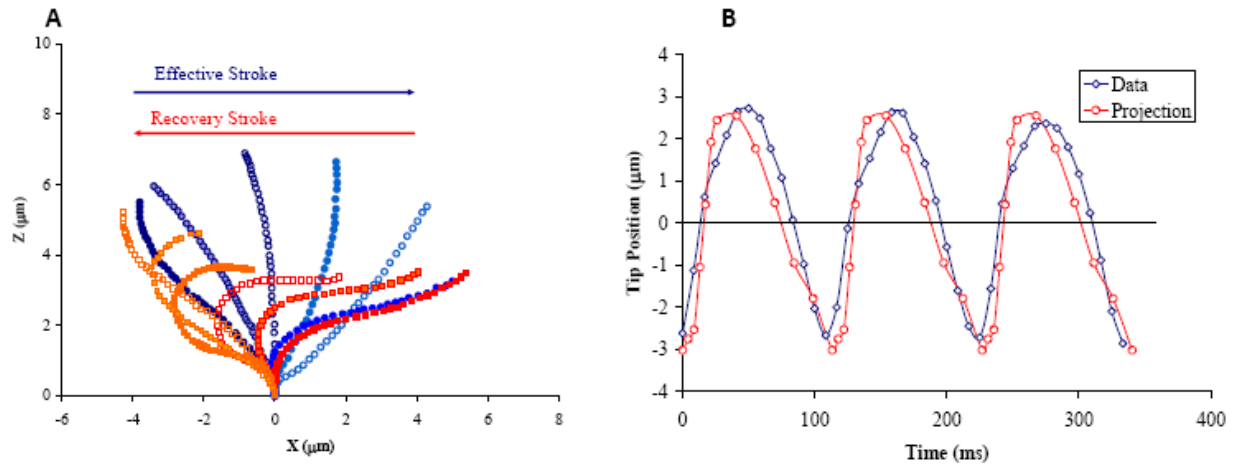 A
10
8
6
4
2
0
Z (μm)
Effective Stroke
Recovery Stroke
-6 -4 -2 0 2 4 6 8
X (μm)
B
4
3
2
1
0
-1
-2
-3
-4
Tip Position (μm)
Data
Projection
0 100 200 300 400
Time (ms)